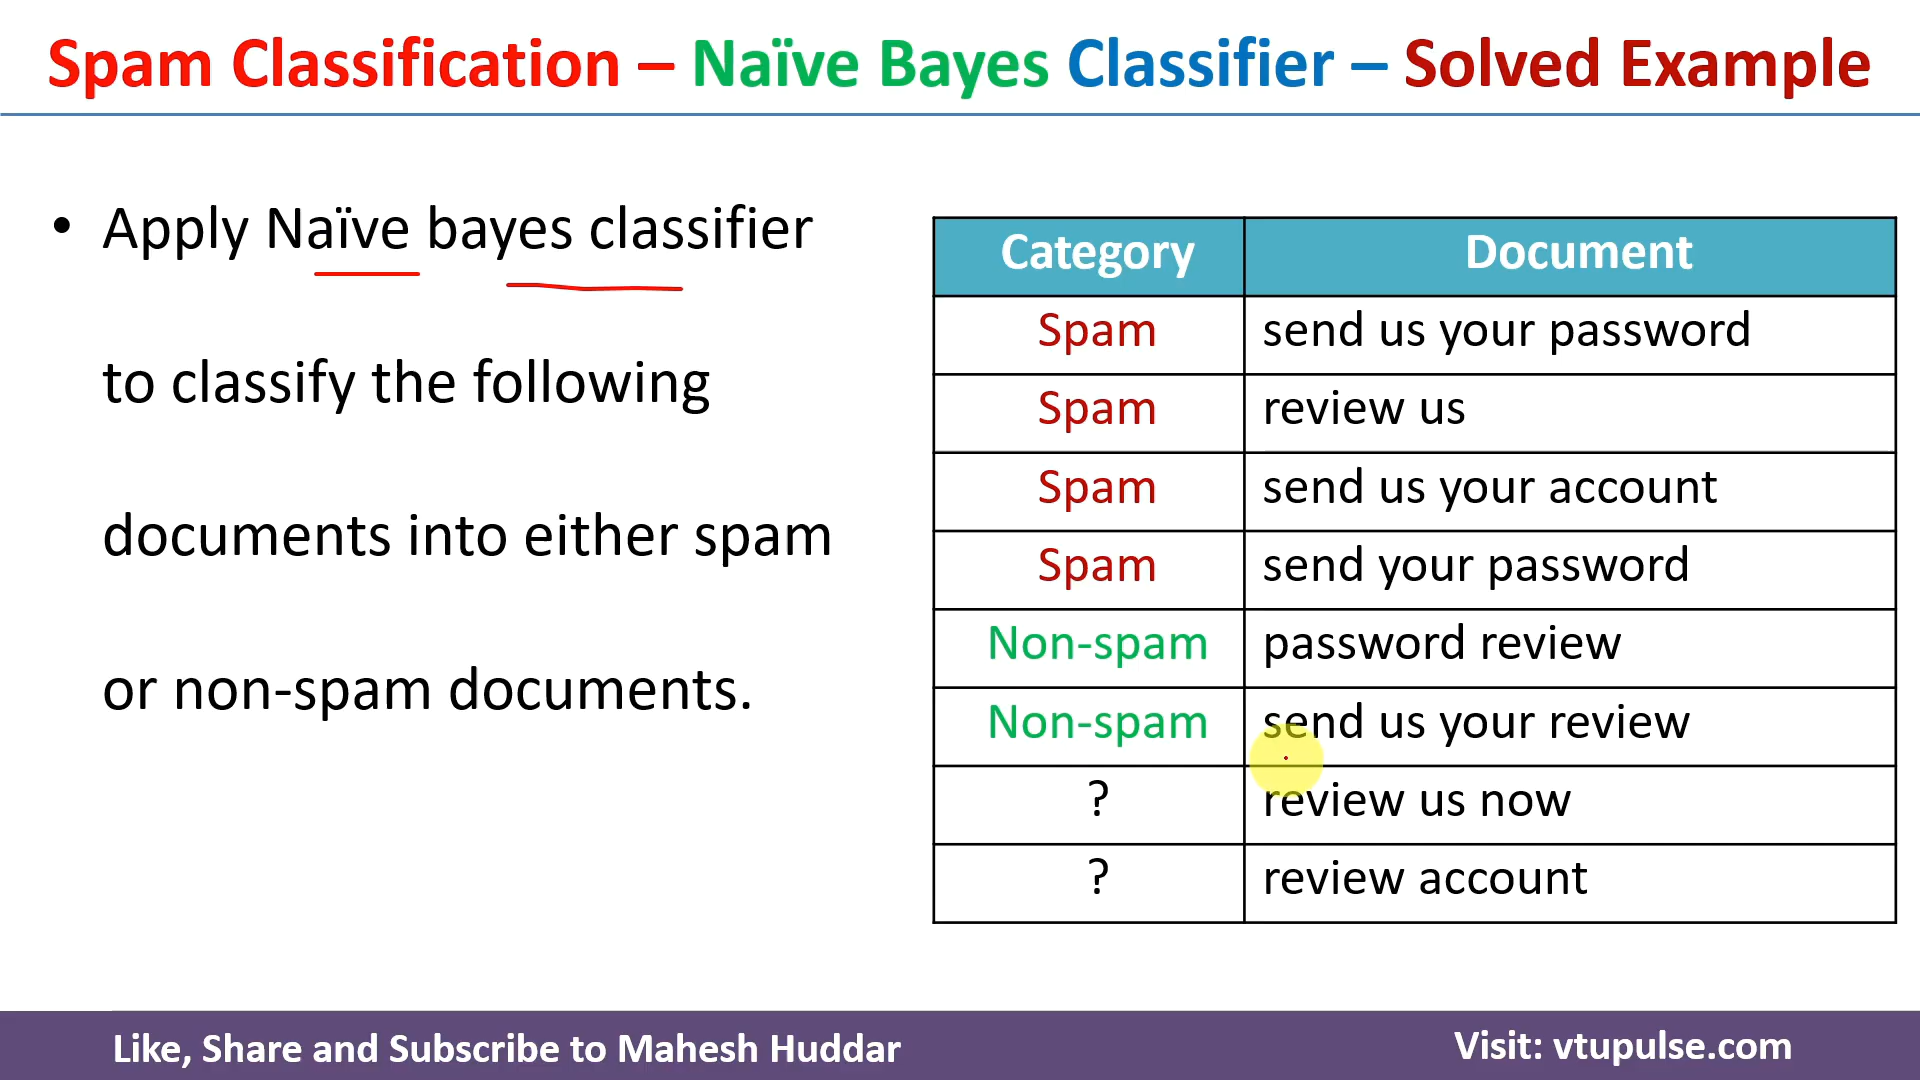 Spam Classification – Naïve Bayes Classifier – Solved Example
• Apply Naïve bayes classifier
to classify the following
documents into either spam
or non-spam documents.
Category Document
Spam send us your password
Spam review us
Spam send us your account
Spam send your password
Non-spam password review
Non-spam send us your review
? review us now
? review account
Like, Share and Subscribe to Mahesh Huddar
Visit: vtupulse.com